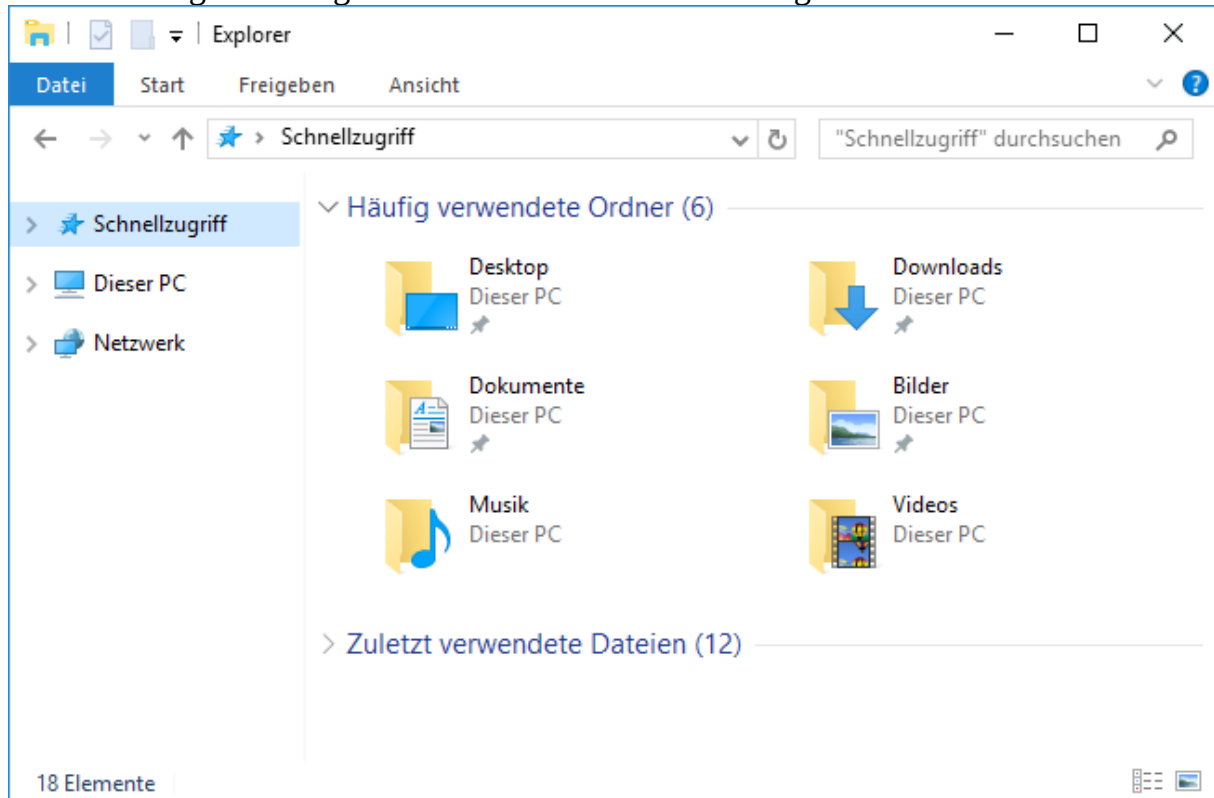 Explorer
Datei Start Freigeben Ansicht
Schnellzugriff
"Schnellzugriff" durchsuchen
Schnellzugriff
Dieser PC
Netzwerk
Häufig verwendete Ordner (6)
Desktop
Dieser PC
Downloads
Dieser PC
Dokumente
Dieser PC
Bilder
Dieser PC
Musik
Dieser PC
Videos
Dieser PC
Zuletzt verwendete Dateien (12)
18 Elemente